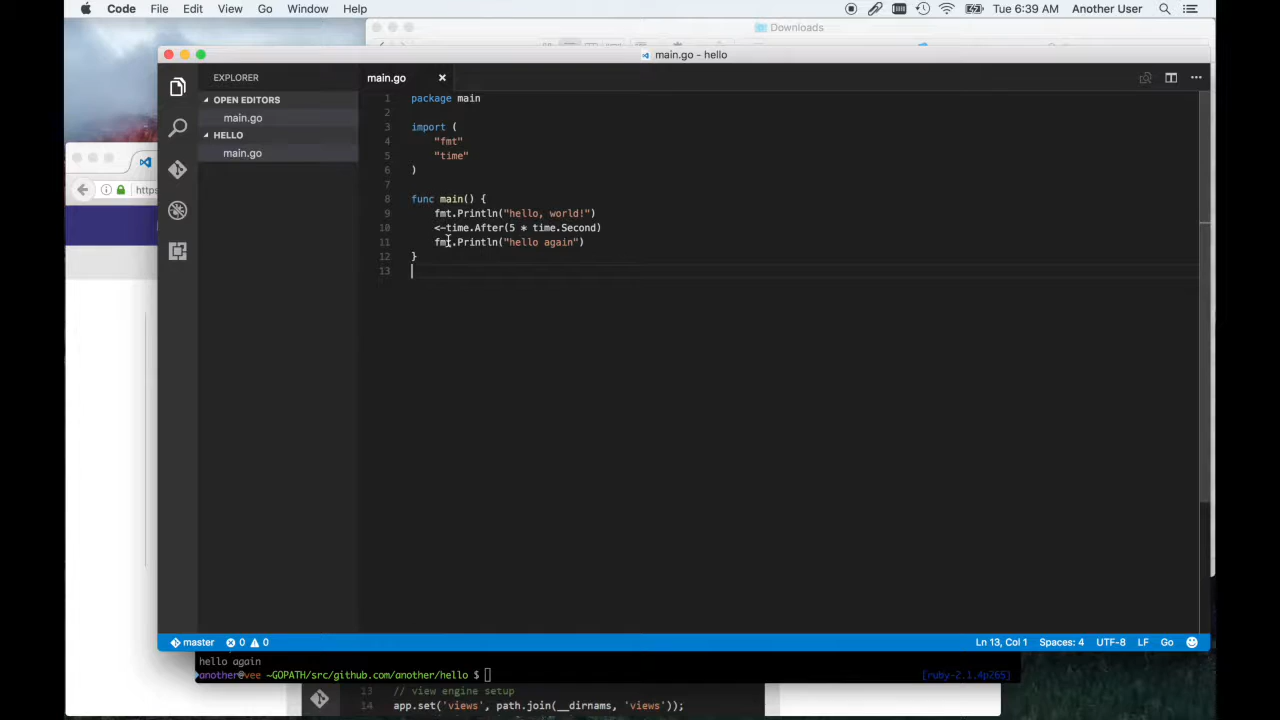 Code File Edit View Go Window Help
Tue 6:39 AM Another User
Downloads
main.go - hello
EXPLORER
OPEN EDITORS
main.go
HELLO
main.go
https
main.go
1 package main
2
3 import (
4 "fmt"
5 "time"
6 )
7
8 func main() {
9 fmt.Println("hello, world!")
10 <-time.After(5 * time.Second)
11 fmt.Println("hello again")
12 }
13
master 0 0
Ln 13, Col 1 Spaces: 4 UTF-8 LF Go
hello again
another@vee ~GOPATH/src/github.com/another/hello $ [ruby-2.1.4p265]
13 // view engine setup
14 app.set('views', path.join(__dirname, 'views'));